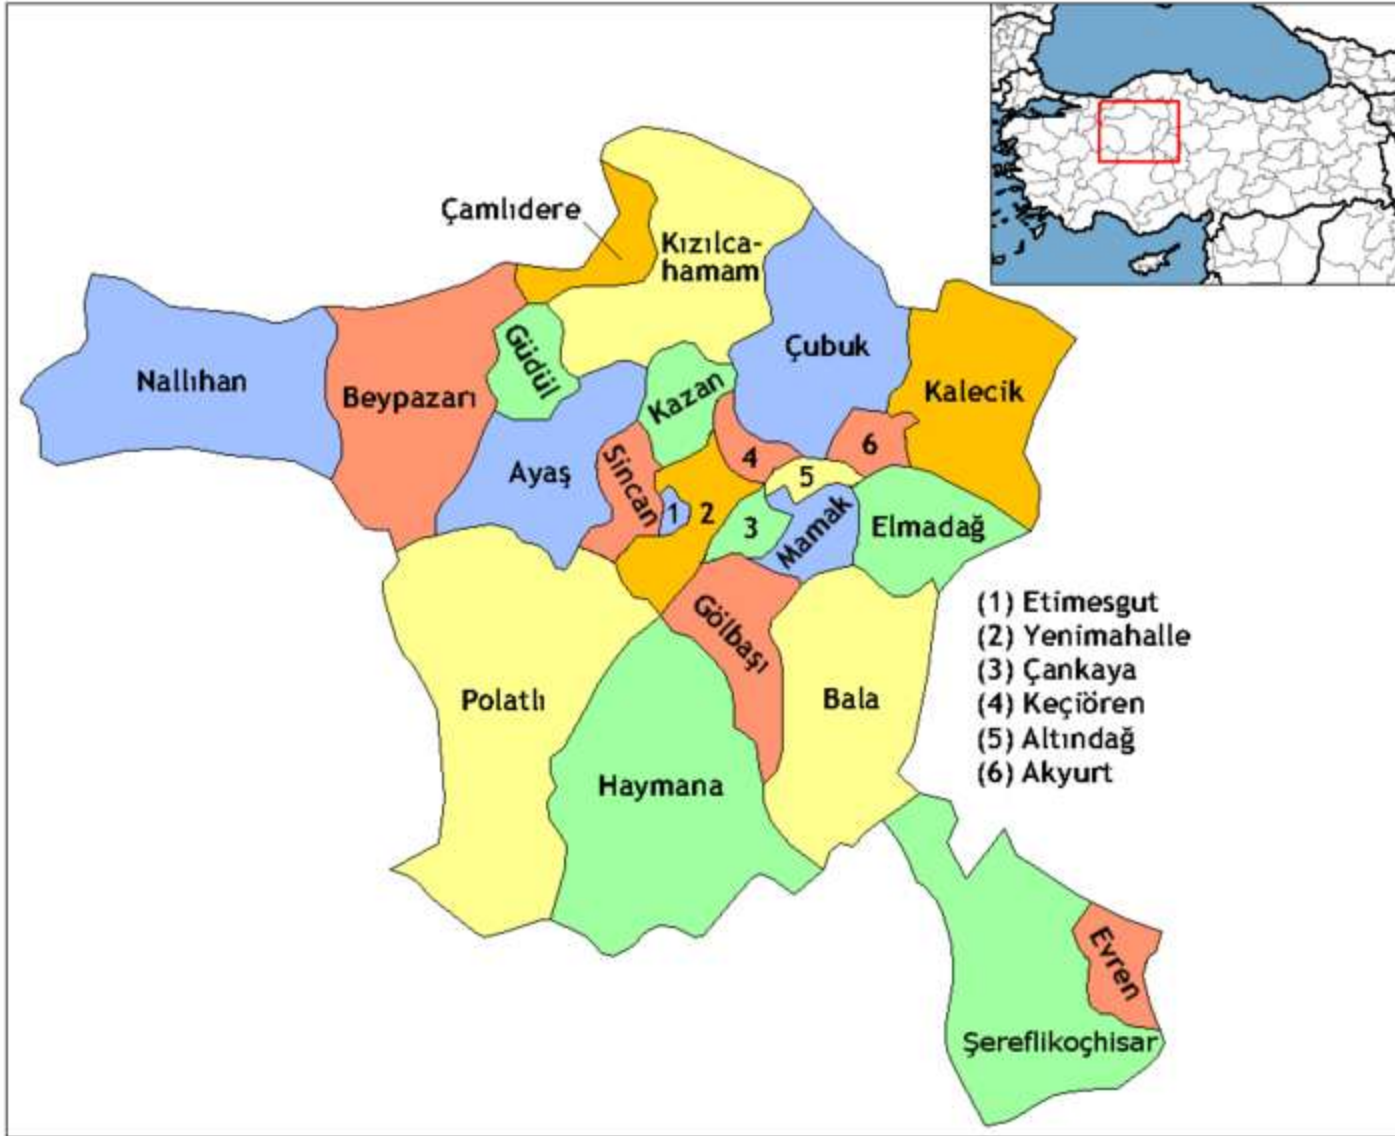 Çamlıdere
Kızılca-
hamam
Çubuk
Güdül
Nallıhan
Beypazarı
Kazan
Kalecik
Ayaş
Sincan
4
6
5
1
2
3
Mamak
Elmadağ
Gölbaşı
Polatlı
Bala
Haymana
(1) Etimesgut
(2) Yenimahalle
(3) Çankaya
(4) Keçiören
(5) Altındağ
(6) Akyurt
Evren
Şereflikoçhisar